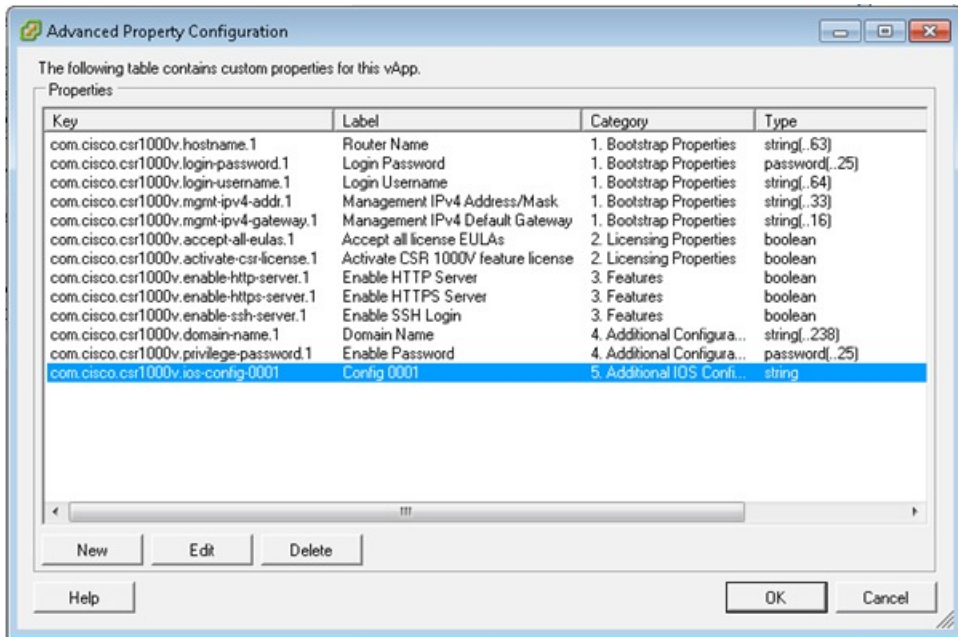 Advanced Property Configuration
The following table contains custom properties for this vApp.
Properties
Key Label Category Type
com.cisco.csr1000v.hostname.1 Router Name 1. Bootstrap Properties string(..63)
com.cisco.csr1000v.login-password.1 Login Password 1. Bootstrap Properties password(..25)
com.cisco.csr1000v.login-username.1 Login Username 1. Bootstrap Properties string(..64)
com.cisco.csr1000v.mgmt-ipv4-addr.1 Management IPv4 Address/Mask 1. Bootstrap Properties string(..33)
com.cisco.csr1000v.mgmt-ipv4-gateway.1 Management IPv4 Default Gateway 1. Bootstrap Properties string(..16)
com.cisco.csr1000v.accept-all-eulas.1 Accept all license EULAs 2. Licensing Properties boolean
com.cisco.csr1000v.activate-csr-license.1 Activate CSR 1000V feature license 2. Licensing Properties boolean
com.cisco.csr1000v.enable-http-server.1 Enable HTTP Server 3. Features boolean
com.cisco.csr1000v.enable-https-server.1 Enable HTTPS Server 3. Features boolean
com.cisco.csr1000v.enable-ssh-server.1 Enable SSH Login 3. Features boolean
com.cisco.csr1000v.domain-name.1 Domain Name 4. Additional Configura... string(..238)
com.cisco.csr1000v.privilege-password.1 Enable Password 4. Additional Configura... password(..25)
com.cisco.csr1000v.ios-config-0001 Config 0001 5. Additional IOS Confi... string
New Edit Delete
Help OK Cancel